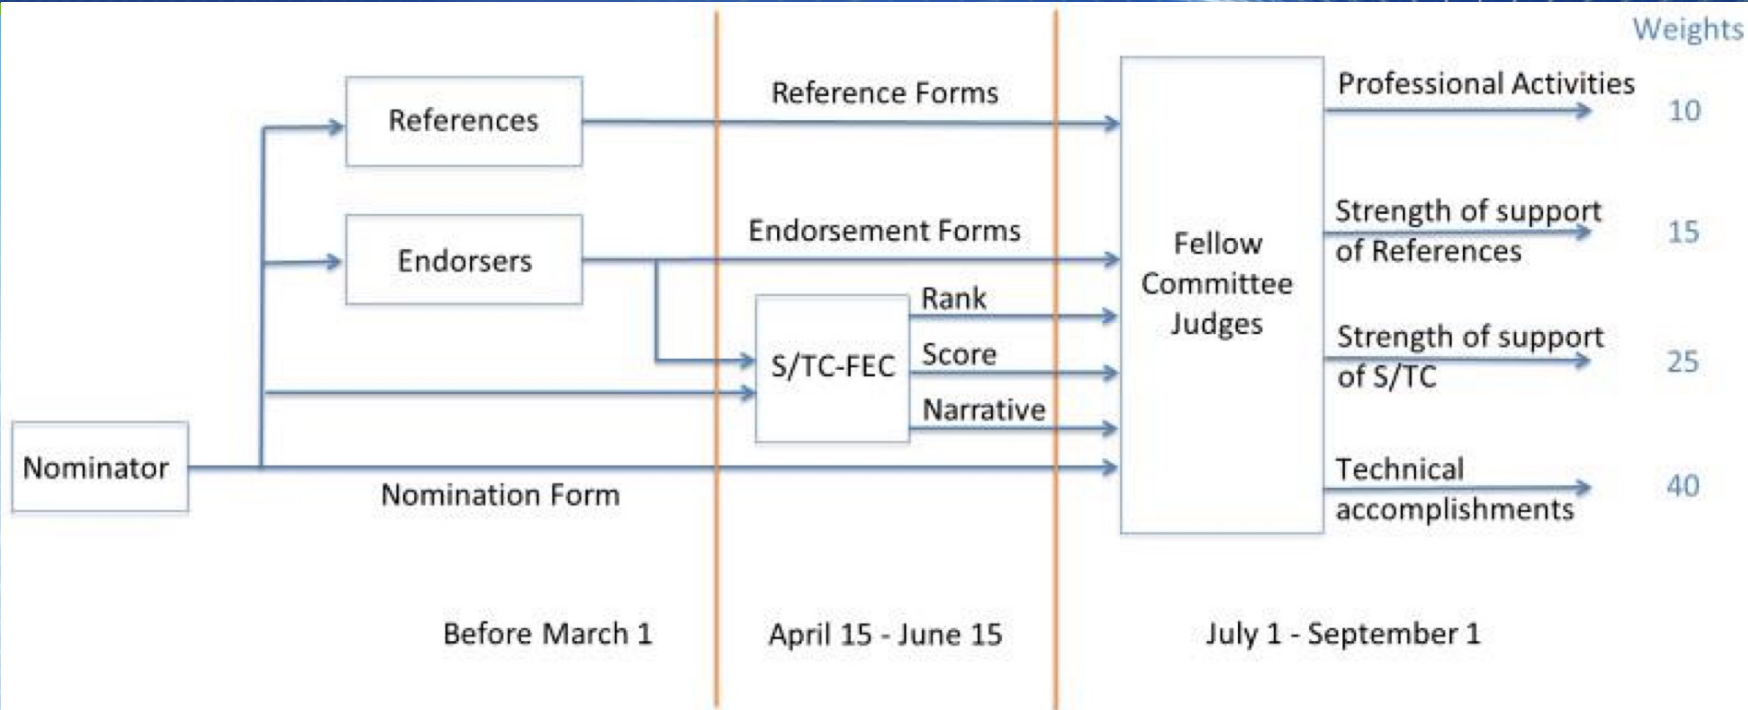 Weights
Professional Activities
10
References
Reference Forms
Strength of support
of References
15
Endorsers
Endorsement Forms
Fellow
Committee
Judges
Rank
Score
Narrative
S/TC-FEC
Strength of support
of S/TC
25
Nominator
Nomination Form
Technical
accomplishments
40
Before March 1
April 15 - June 15
July 1 - September 1